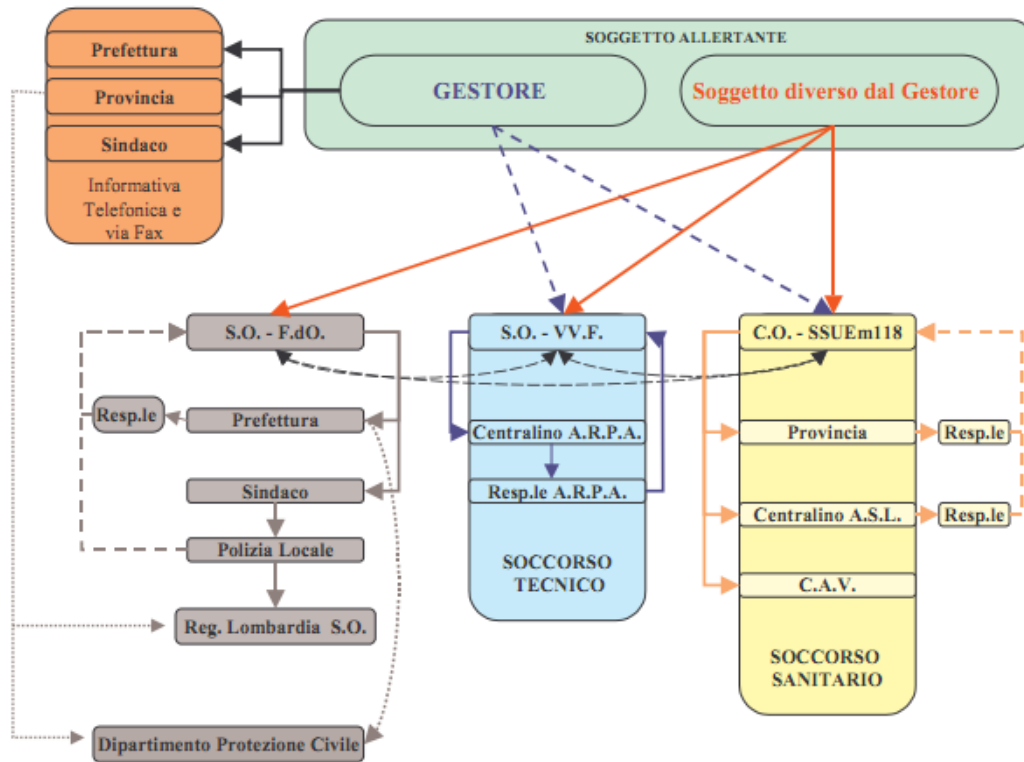 SOGGETTO ALLERTANTE
Prefettura
Provincia
Sindaco
Informativa
Telefonica e
via Fax
GESTORE
Soggetto diverso dal Gestore
S.O. - F.dO.
Resp.le
Prefettura
Sindaco
Polizia Locale
Reg. Lombardia S.O.
Dipartimento Protezione Civile
S.O. - VV.F.
Centralino A.R.P.A.
Resp.le A.R.P.A.
SOCCORSO
TECNICO
C.O. - SSUEm118
Provincia
Resp.le
Centralino A.S.L.
Resp.le
C.A.V.
SOCCORSO
SANITARIO